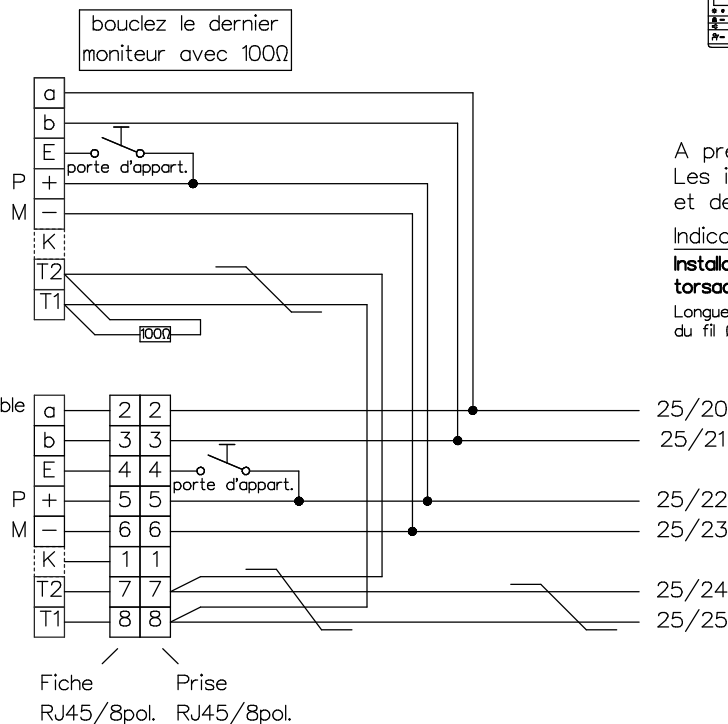 bouclez le dernier
moniteur avec 100Ω
a
b
E
porte d'appart.
P +
M −
K
T2
T1
100Ω
A pre
Les i
et de
Indica
Installa
torsad
Longue
du fil
ble a 2 2 25/20
b 3 3 25/21
E 4 4
porte d'appart.
P + 5 5 25/22
M − 6 6 25/23
K 1 1
T2 7 7 25/24
T1 8 8 25/25
Fiche Prise
RJ45/8pol. RJ45/8pol.